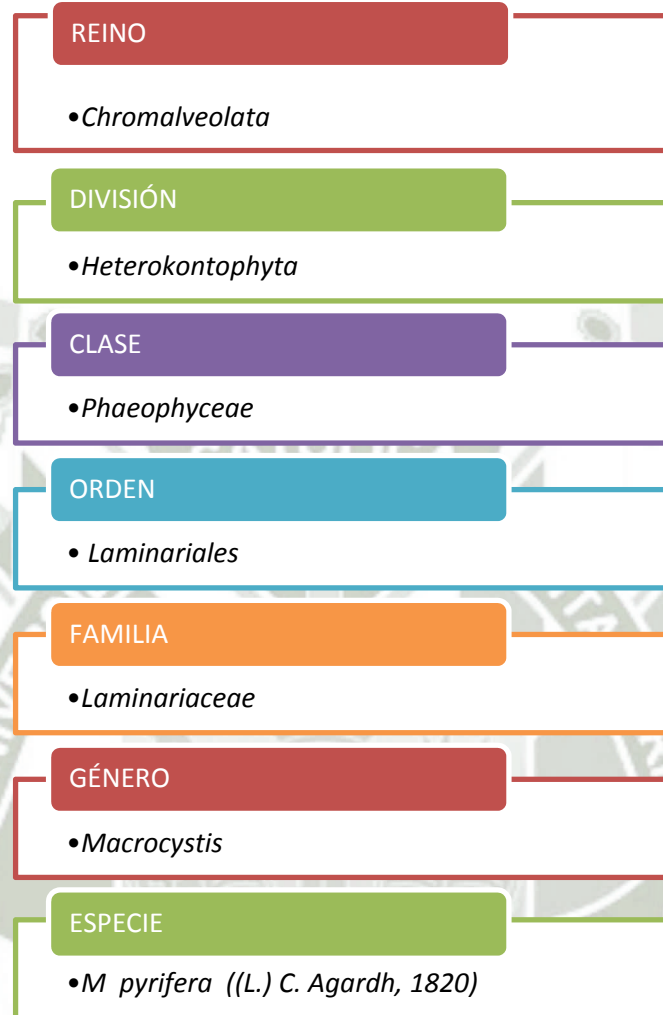 REINO
•Chromalveolata
DIVISIÓN
•Heterokontophyta
CLASE
•Phaeophyceae
ORDEN
• Laminariales
FAMILIA
•Laminariaceae
GÉNERO
•Macrocystis
ESPECIE
•M pyrifera ((L.) C. Agardh, 1820)